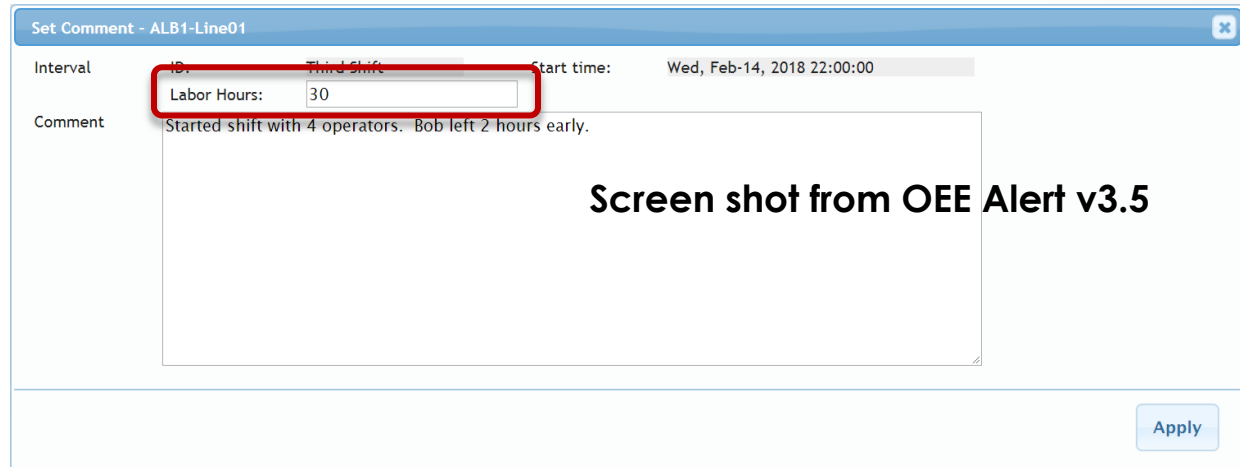 Set Comment - ALB1-Line01
Interval ID: Third Shift Start time: Wed, Feb-14, 2018 22:00:00
Labor Hours: 30
Comment Started shift with 4 operators. Bob left 2 hours early.
Screen shot from OEE Alert v3.5
Apply